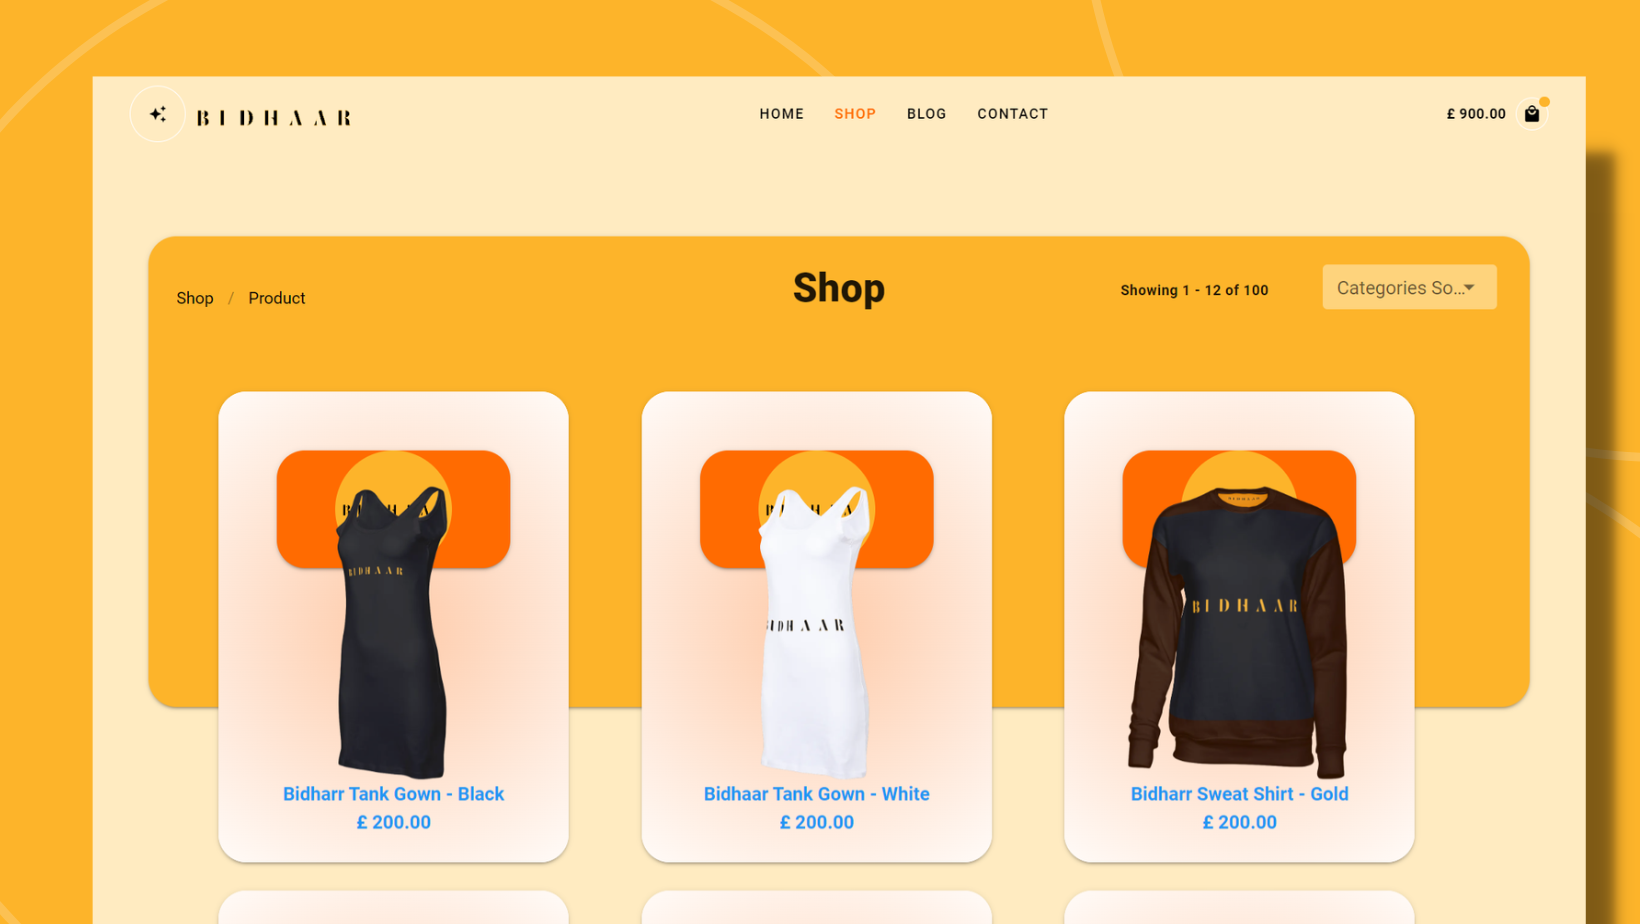 BIDHAAR
HOME SHOP BLOG CONTACT
£ 900.00
Shop / Product
Shop
Showing 1 - 12 of 100
Categories So...
BIDHAAR
BIDHAAR
BIDHAAR
BIDHAAR
Bidharr Tank Gown - Black
£ 200.00
Bidhaar Tank Gown - White
£ 200.00
Bidharr Sweat Shirt - Gold
£ 200.00